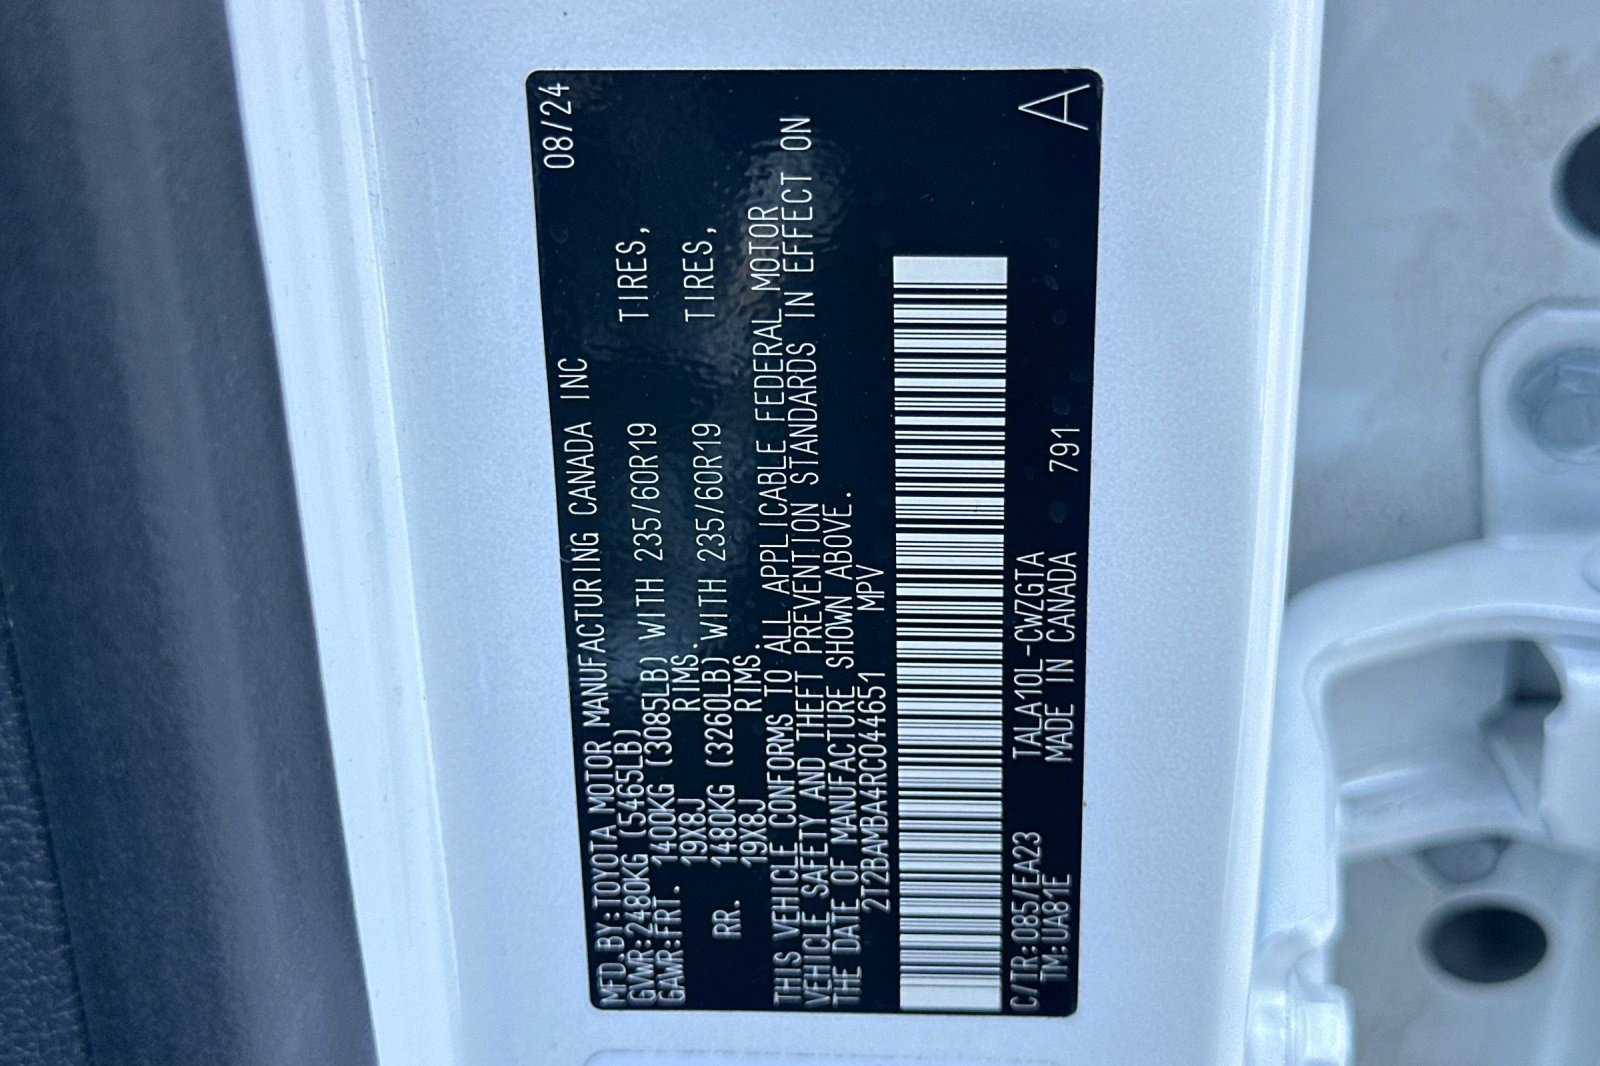 MFD.BY:TOYOTA MOTOR MANUFACTURING CANADA INC 08/24
GVWR:2480KG (5465LB)
GAWR:FRT. 1400KG (3085LB) WITH 235/60R19 TIRES,
19X8J RIMS.
RR. 1480KG (3260LB) WITH 235/60R19 TIRES,
19X8J RIMS.
THIS VEHICLE CONFORMS TO ALL APPLICABLE FEDERAL MOTOR
VEHICLE SAFETY AND THEFT PREVENTION STANDARDS IN EFFECT ON
THE DATE OF MANUFACTURE SHOWN ABOVE.
2T2BAMBA4RC044651 MPV
C/TR:085/EA23 TALA10L-CWZGTA
TM:UA81E MADE IN CANADA 791 A